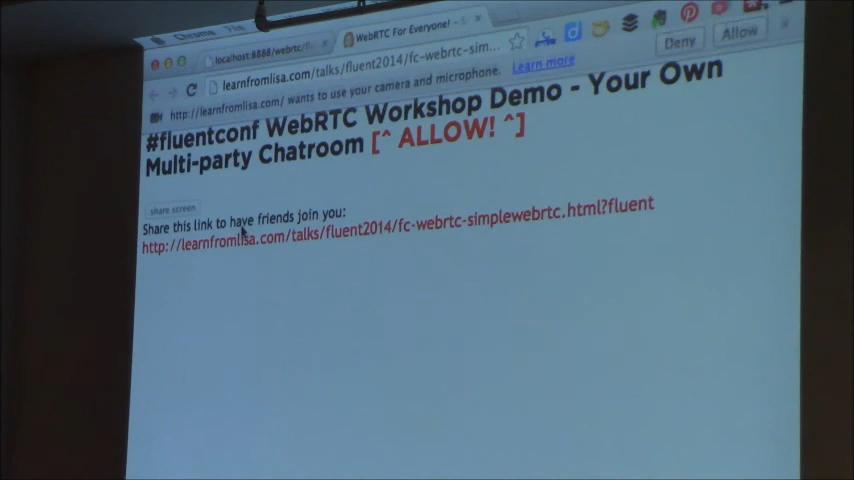 Chrome File
localhost:8888/webrtc/fl
WebRTC For Everyone! – S
learnfromlisa.com/talks/fluent2014/fc-webrtc-sim...
http://learnfromlisa.com/ wants to use your camera and microphone. Learn more Deny Allow
#fluentconf WebRTC Workshop Demo - Your Own
Multi-party Chatroom [^ ALLOW! ^]
share screen
Share this link to have friends join you:
http://learnfromlisa.com/talks/fluent2014/fc-webrtc-simplewebrtc.html?fluent